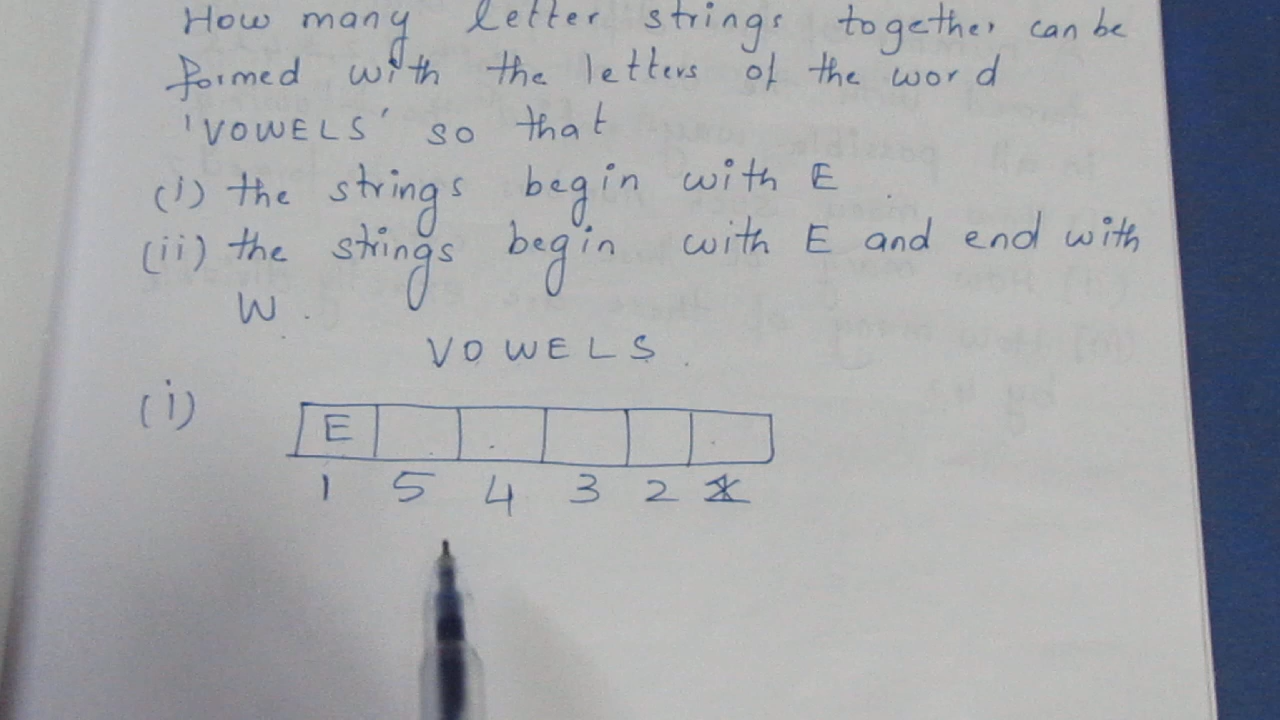 How many letter strings together can be
formed with the letters of the word
'VOWELS' so that
(i) the strings begin with E.
(ii) the strings begin with E and end with
W.
VOWELS.
(i) E
1 5 4 3 2